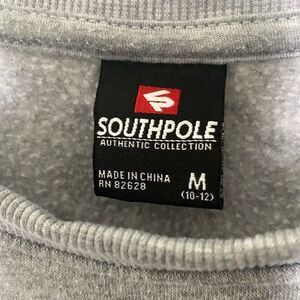 SOUTHPOLE
AUTHENTIC COLLECTION
MADE IN CHINA
RN 82628
M
(10-12)